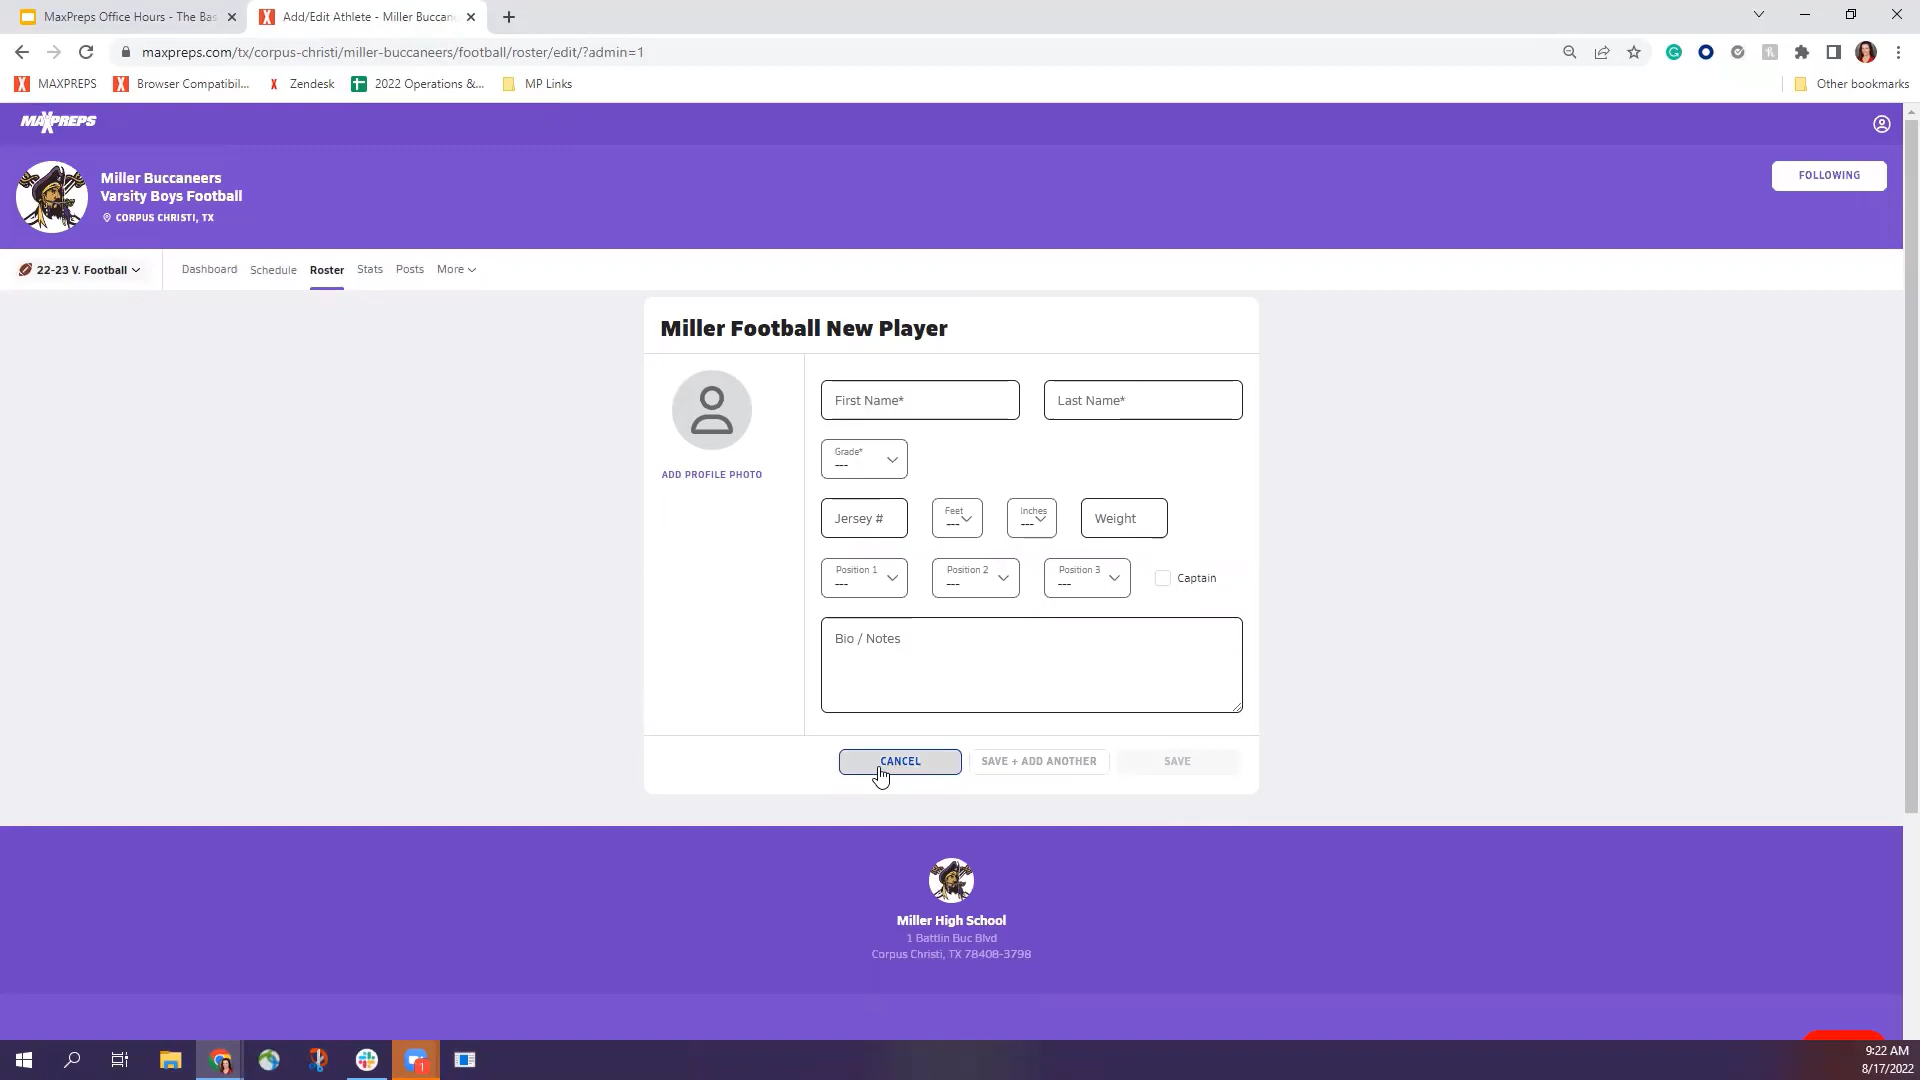 MaxPreps Office Hours - The Bas
Add/Edit Athlete - Miller Buccane
maxpreps.com/tx/corpus-christi/miller-buccaneers/football/roster/edit/?admin=1
MAXPREPS
Browser Compatibil...
Zendesk
2022 Operations &...
MP Links
Other bookmarks
MAXPREPS
Miller Buccaneers
Varsity Boys Football
CORPUS CHRISTI, TX
FOLLOWING
22-23 V. Football
Dashboard
Schedule
Roster
Stats
Posts
More
Miller Football New Player
ADD PROFILE PHOTO
First Name*
Last Name*
Grade*
---
Jersey #
Feet
---
Inches
---
Weight
Position 1
---
Position 2
---
Position 3
---
Captain
Bio / Notes
CANCEL
SAVE + ADD ANOTHER
SAVE
Miller High School
1 Battlin Buc Blvd
Corpus Christi, TX 78408-3798
1
9:22 AM
8/17/2022